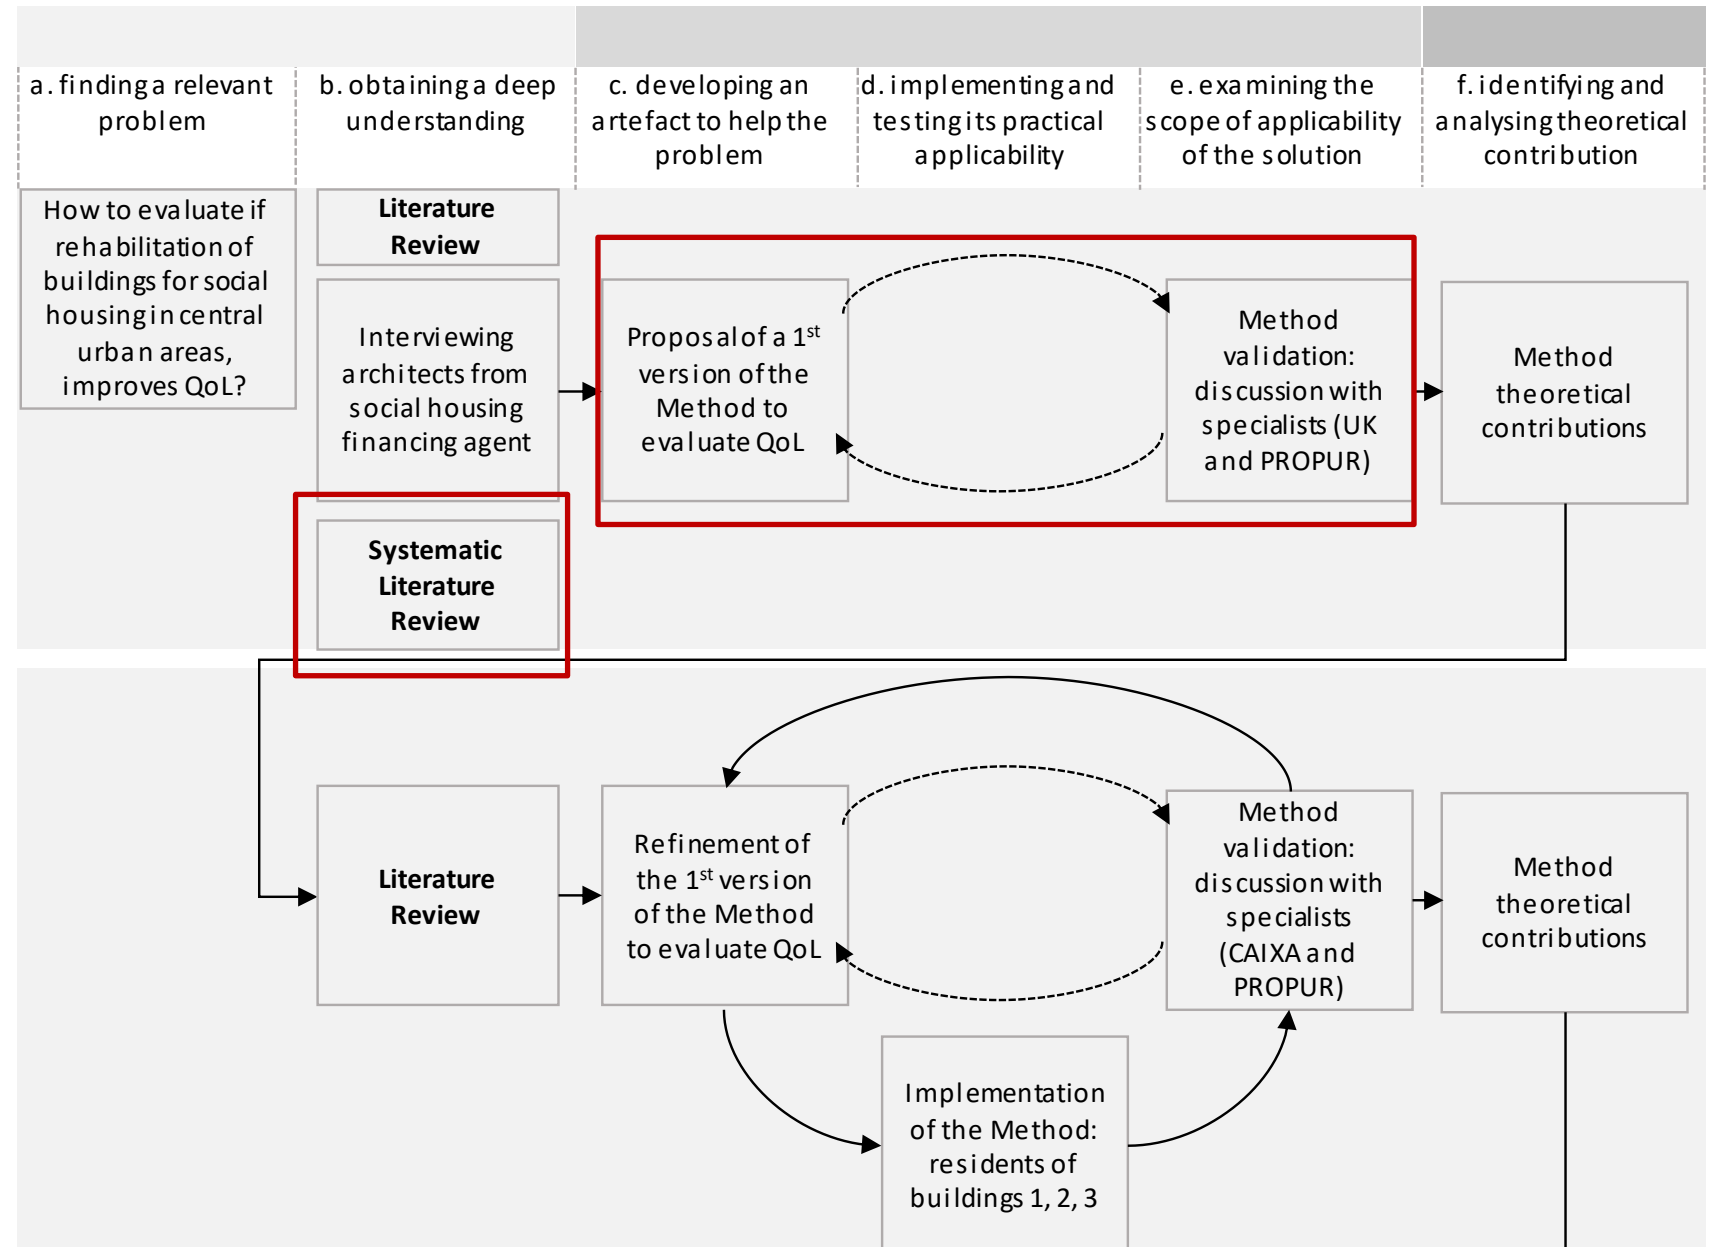 a. finding a relevant
problem
b. obtaining a deep
understanding
c. developing an
artefact to help the
problem
d. implementing and
testing its practical
applicability
e. examining the
scope of applicability
of the solution
f. identifying and
analysing theoretical
contribution
How to evaluate if
rehabilitation of
buildings for social
housing in central
urban areas,
improves QoL?
Literature
Review
Interviewing
architects from
social housing
financing agent
Systematic
Literature
Review
Proposal of a 1st
version of the
Method to
evaluate QoL
Method
validation:
discussion with
specialists (UK
and PROPUR)
Method
theoretical
contributions
Literature
Review
Refinement of
the 1st version
of the Method
to evaluate QoL
Method
validation:
discussion with
specialists
(CAIXA and
PROPUR)
Method
theoretical
contributions
Implementation
of the Method:
residents of
buildings 1, 2, 3